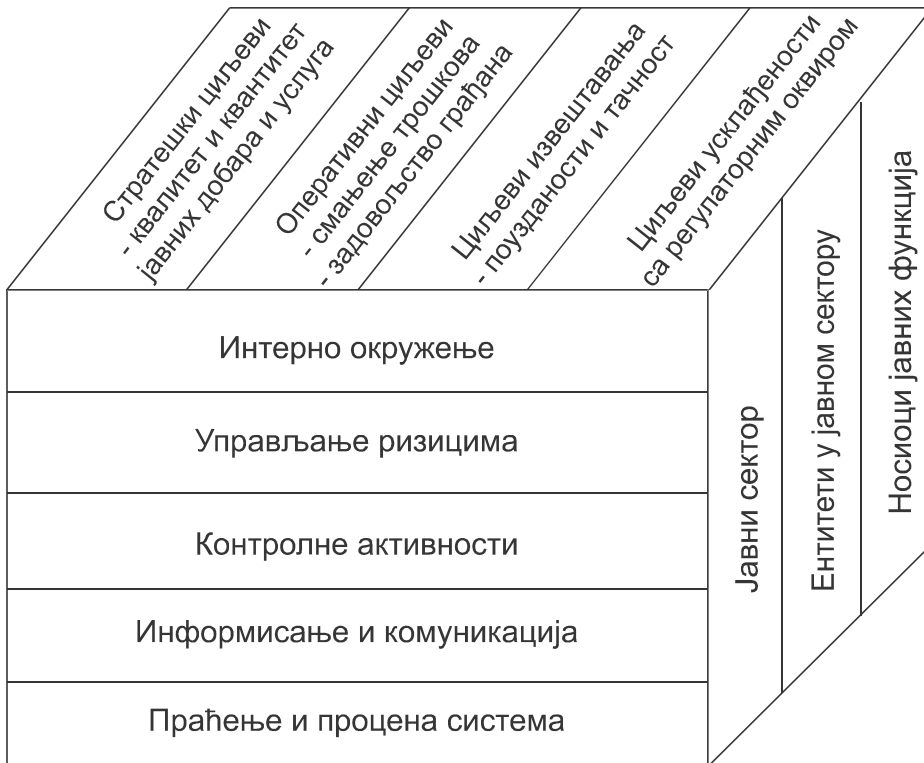 Стратешки циљеви
- квалитет и квантитет
јавних добара и услуга
Оперативни циљеви
- смањење трошкова
- задовољство грађана
Циљеви извештавања
- поузданости и тачност
Циљеви усклађености
са регулаторним оквиром
Интерно окружење
Управљање ризицима
Контролне активности
Информисање и комуникација
Праћење и процена система
Јавни сектор
Ентитети у јавном сектору
Носиоци јавних функција